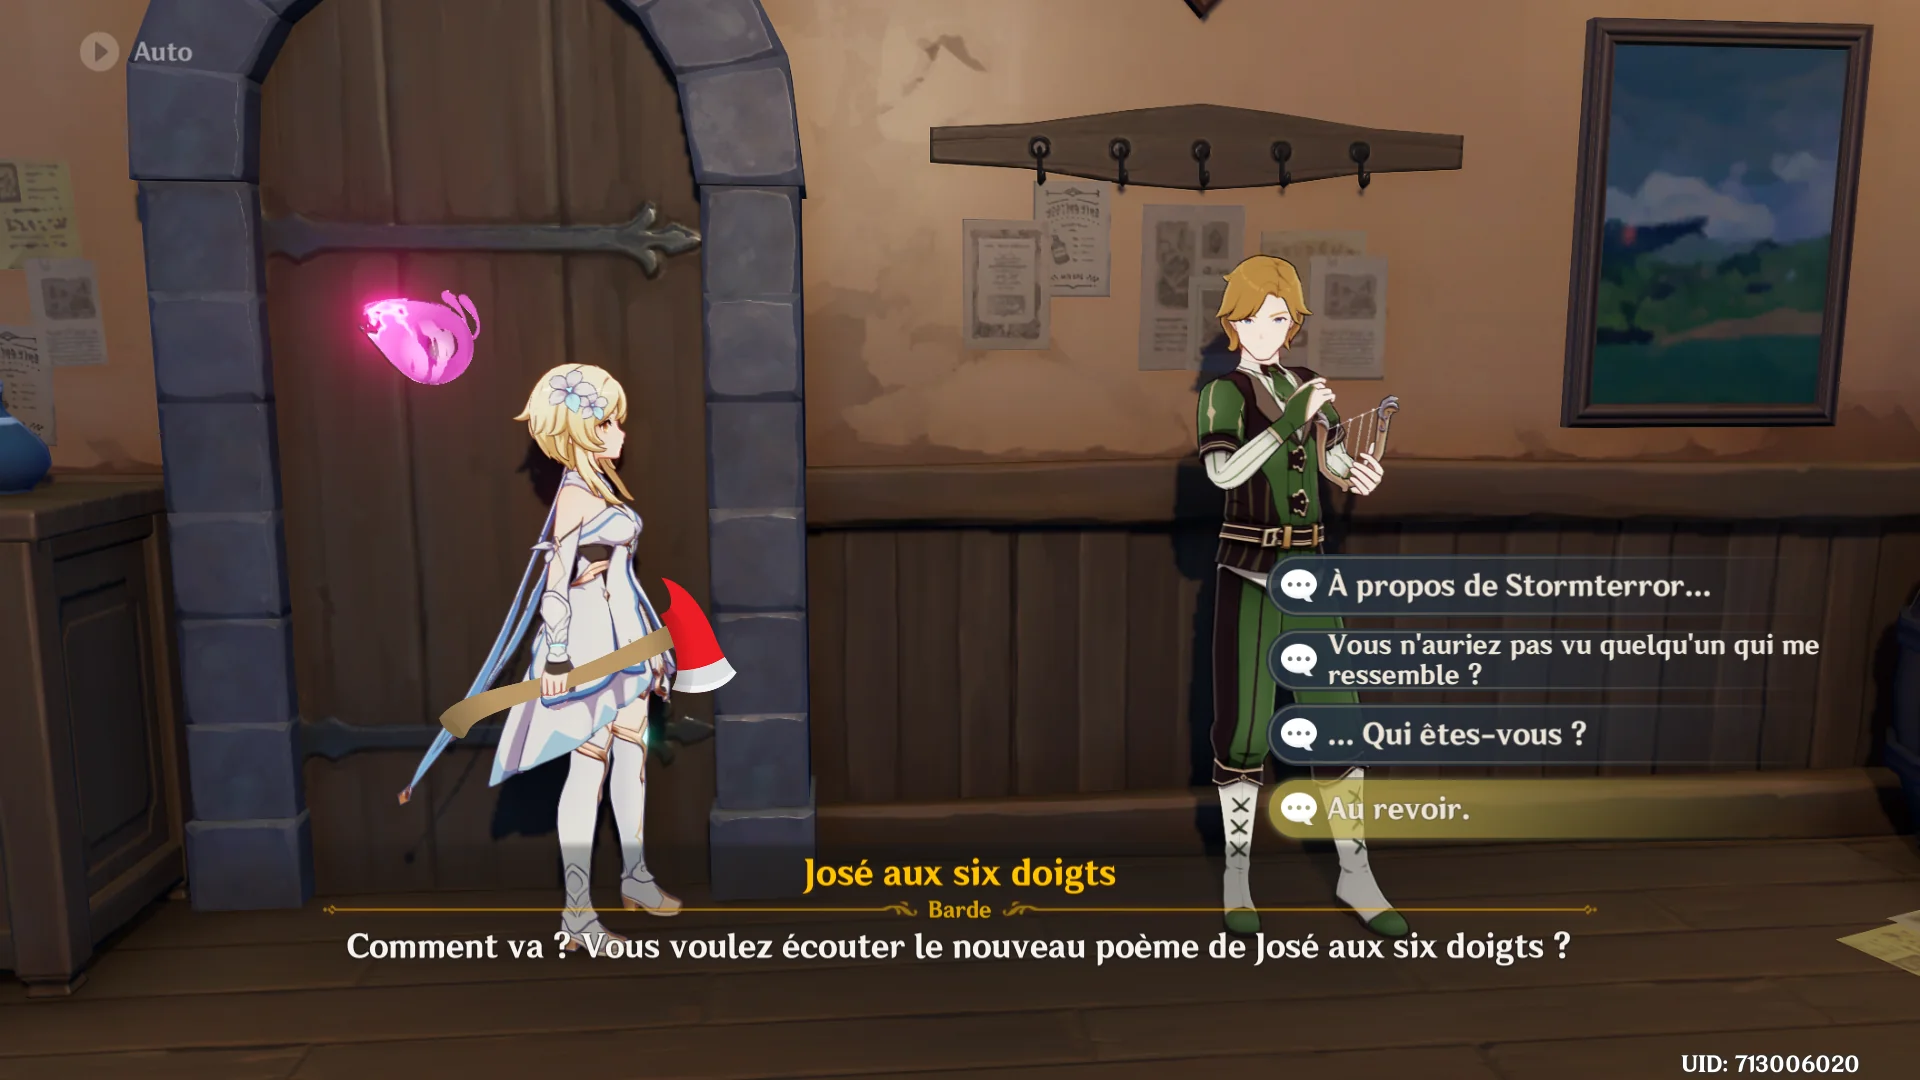 Auto
À propos de Stormterror...
Vous n'auriez pas vu quelqu'un qui me
ressemble ?
... Qui êtes-vous ?
Au revoir.
José aux six doigts
Barde
Comment va ? Vous voulez écouter le nouveau poème de José aux six doigts ?
UID: 713006020